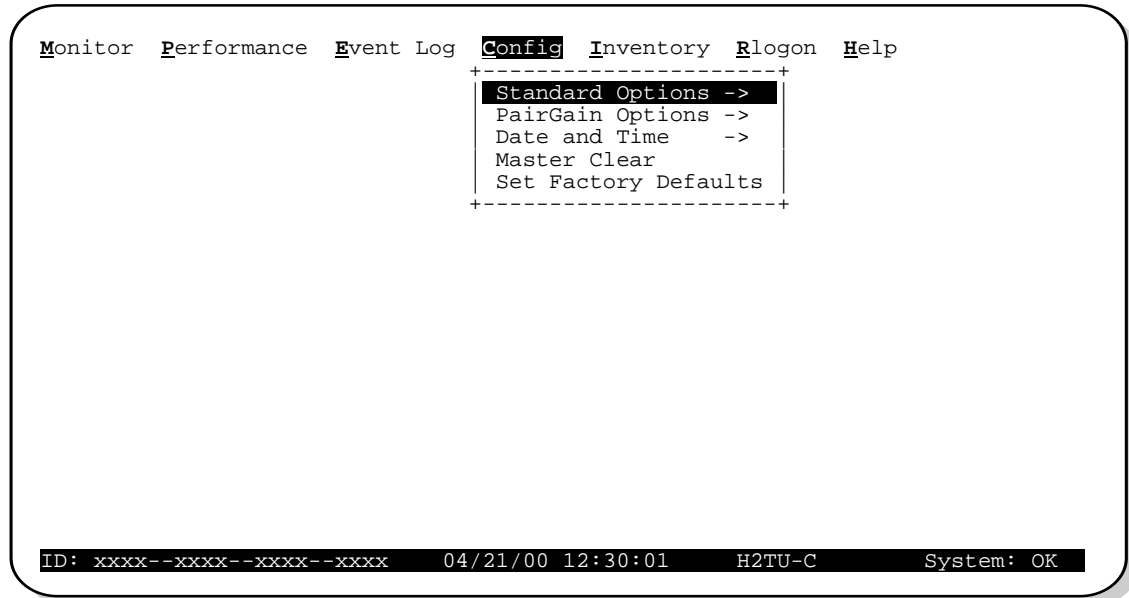 Monitor  Performance  Event Log  Config  Inventory  Rlogon  Help
+----------------------+
| Standard Options ->  |
| PairGain Options ->  |
| Date and Time    ->  |
| Master Clear         |
| Set Factory Defaults |
+----------------------+
ID: xxxx--xxxx--xxxx--xxxx    04/21/00 12:30:01    H2TU-C    System: OK